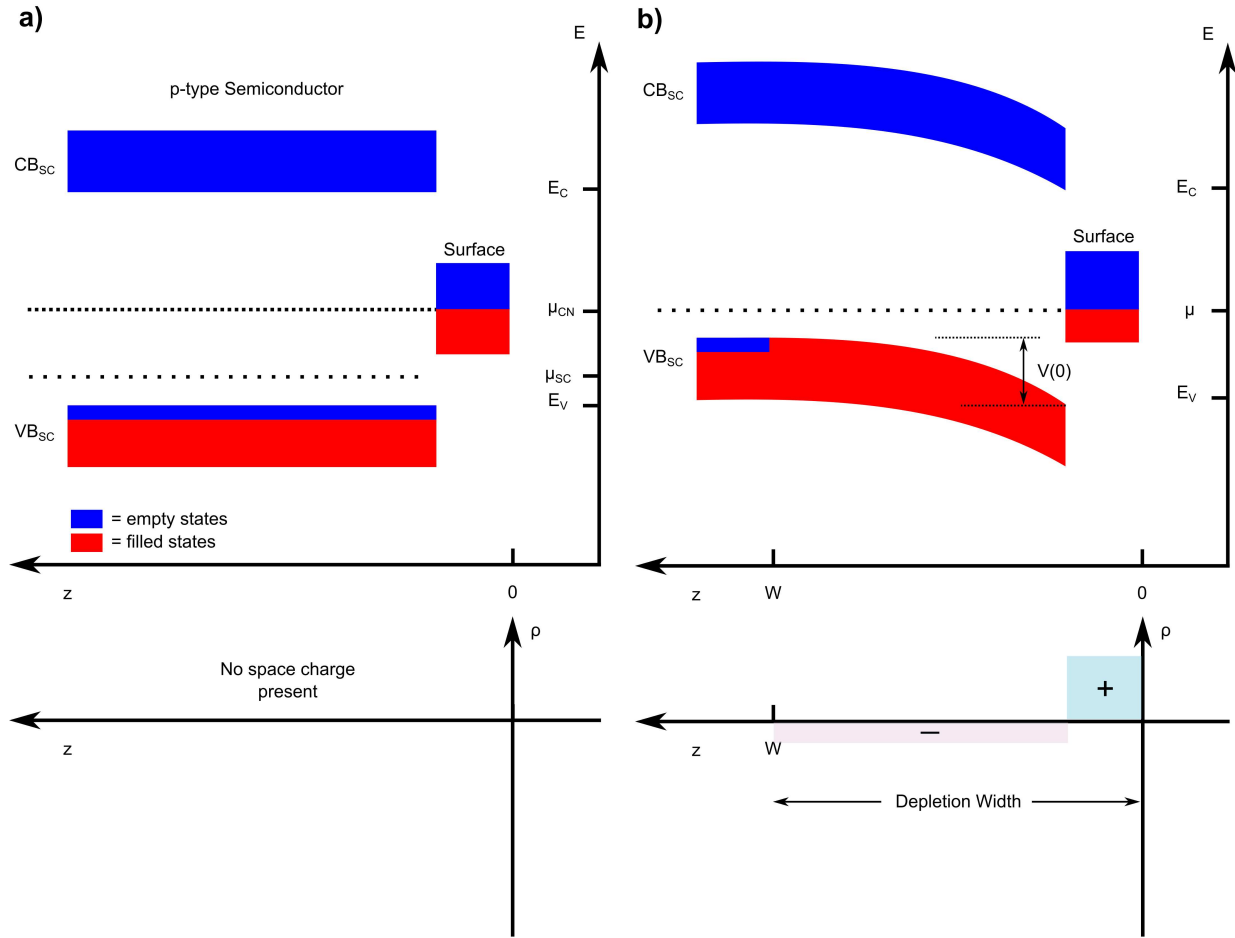 a)
E
p-type Semiconductor
CB_SC
E_C
Surface
μ_CN
μ_SC
E_V
VB_SC
= empty states
= filled states
z
0
ρ
No space charge
present
z
b)
E
CB_SC
E_C
Surface
μ
VB_SC
V(0)
E_V
z
W
0
ρ
+
−
z
W
Depletion Width